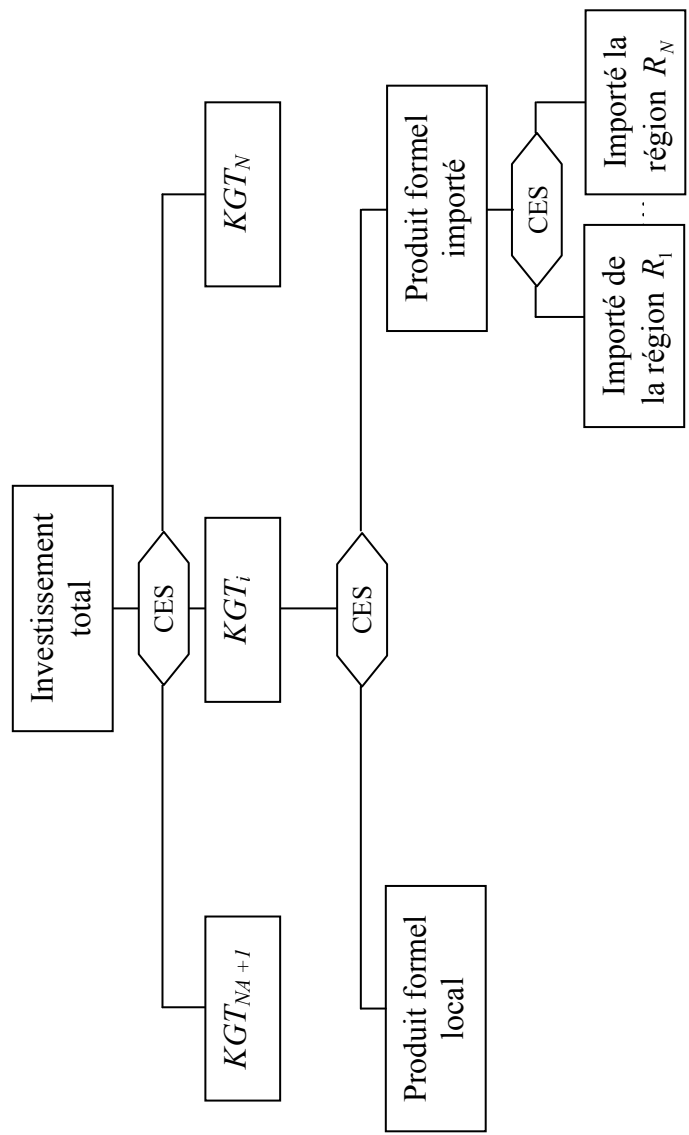 Investissement
total
CES
KGT_{NA+1}
KGT_i
KGT_N
CES
Produit formel
local
Produit formel
importé
CES
Importé de
la région R_1
...
Importé la
région R_N